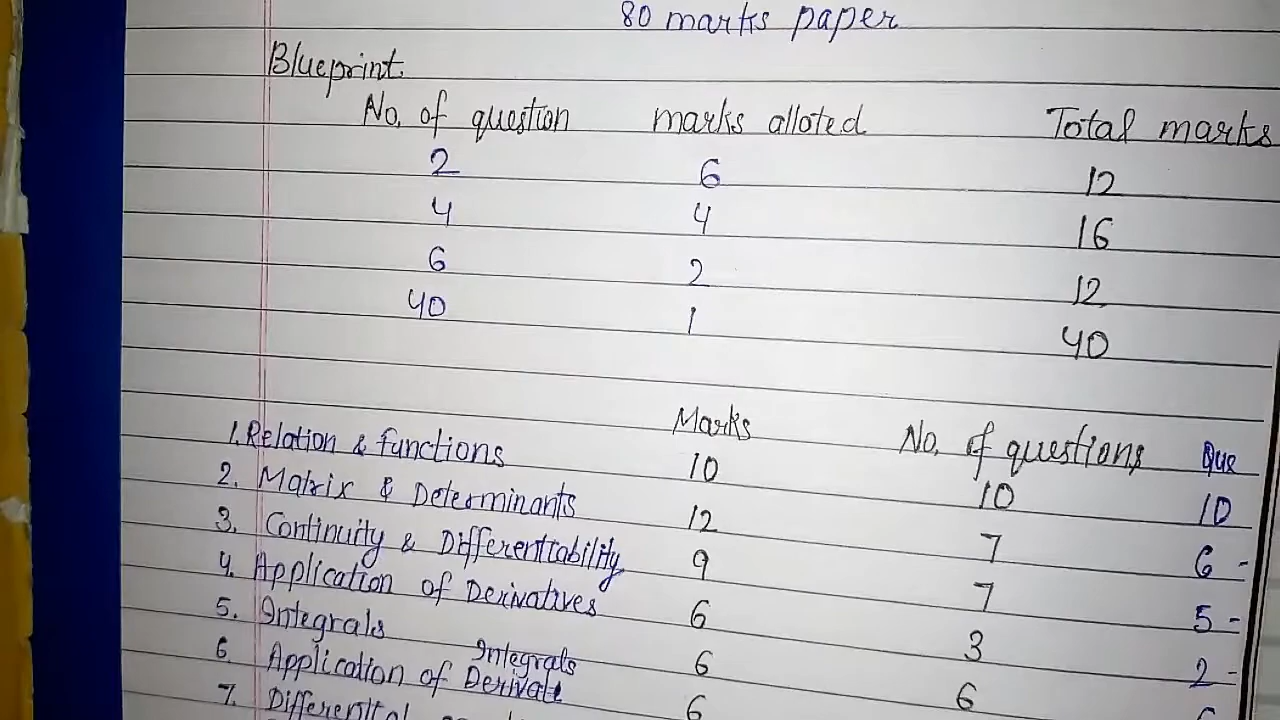 80 marks paper
Blueprint.
No. of question marks alloted Total marks
2 6 12
4 4 16
6 2 12
40 1 40
Marks No. of questions Que
1. Relation & functions 10 10 10
2. Matrix & Determinants 12 7 6 -
3. Continuity & Differentiability 9 7 5 -
4. Application of Derivatives 6 3 2 -
5. Integrals 6 6
Integrals
6. Application of Derivate 6
7. Differential